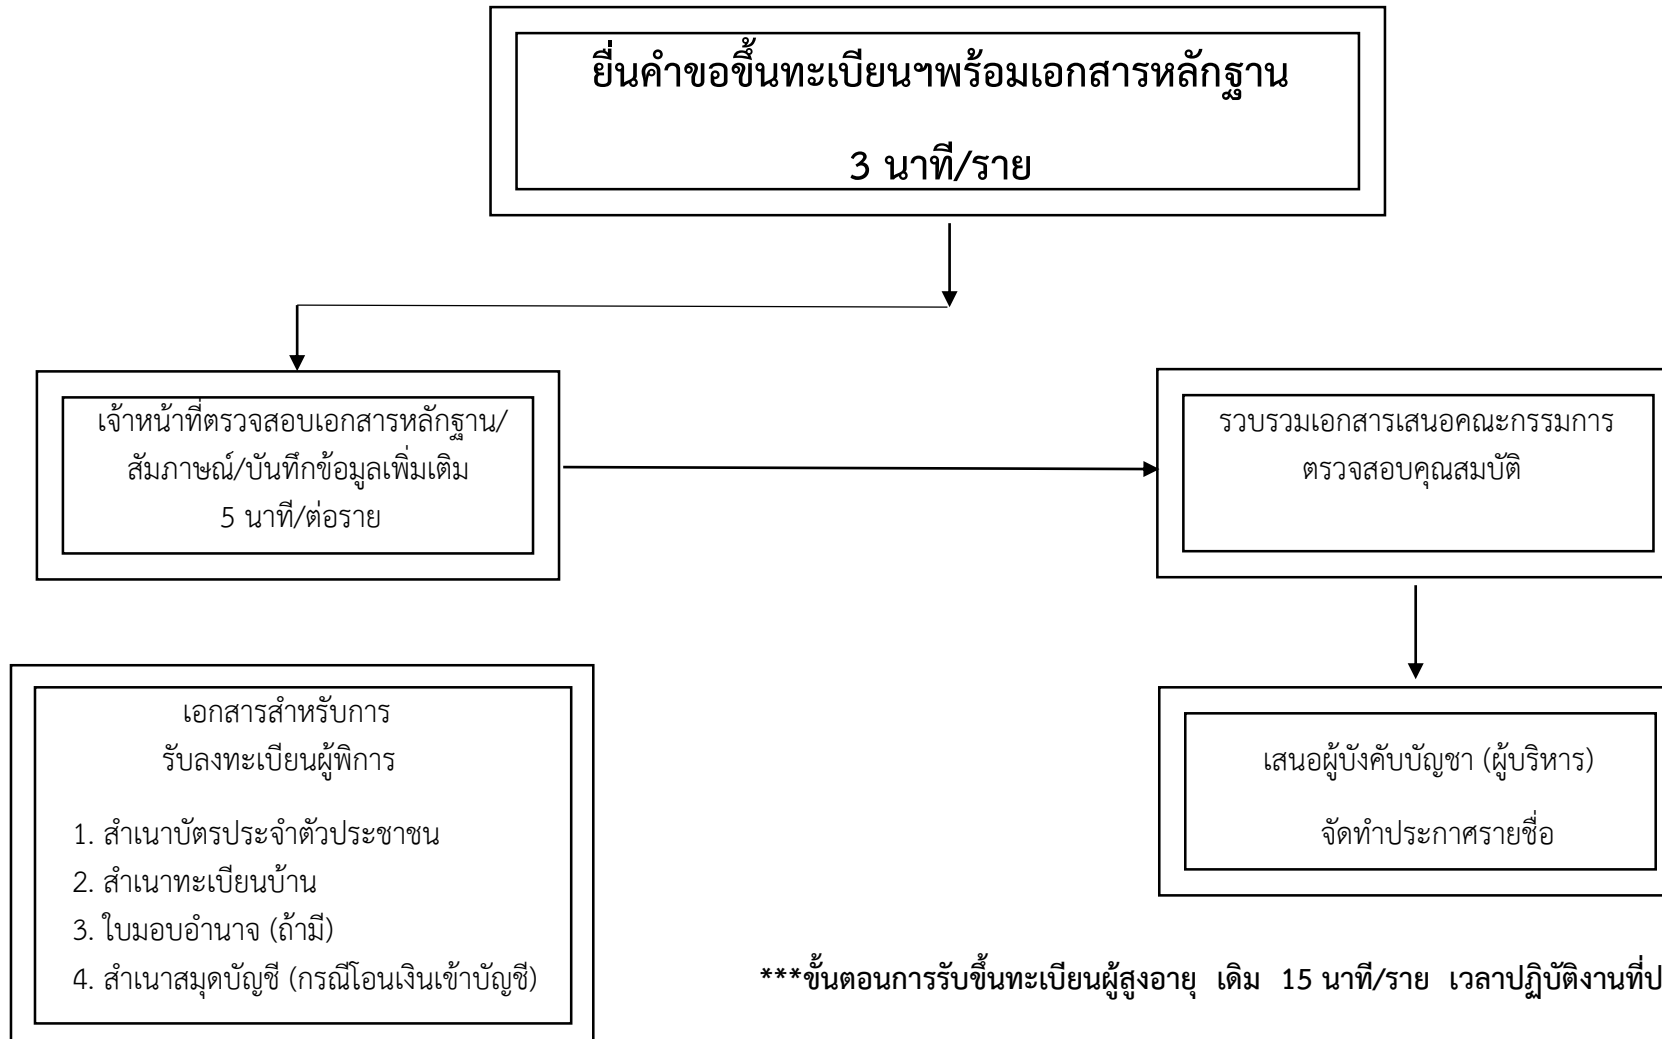 ยื่นคำขอขึ้นทะเบียนฯพร้อมเอกสารหลักฐาน
3 นาที/ราย
เจ้าหน้าที่ตรวจสอบเอกสารหลักฐาน/
สัมภาษณ์/บันทึกข้อมูลเพิ่มเติม
5 นาที/ต่อราย
รวบรวมเอกสารเสนอคณะกรรมการ
ตรวจสอบคุณสมบัติ
เอกสารสำหรับการ
รับลงทะเบียนผู้พิการ
1. สำเนาบัตรประจำตัวประชาชน
2. สำเนาทะเบียนบ้าน
3. ใบมอบอำนาจ (ถ้ามี)
4. สำเนาสมุดบัญชี (กรณีโอนเงินเข้าบัญชี)
เสนอผู้บังคับบัญชา (ผู้บริหาร)
จัดทำประกาศรายชื่อ
***ขั้นตอนการรับขึ้นทะเบียนผู้สูงอายุ เดิม 15 นาที/ราย เวลาปฏิบัติงานที่ป